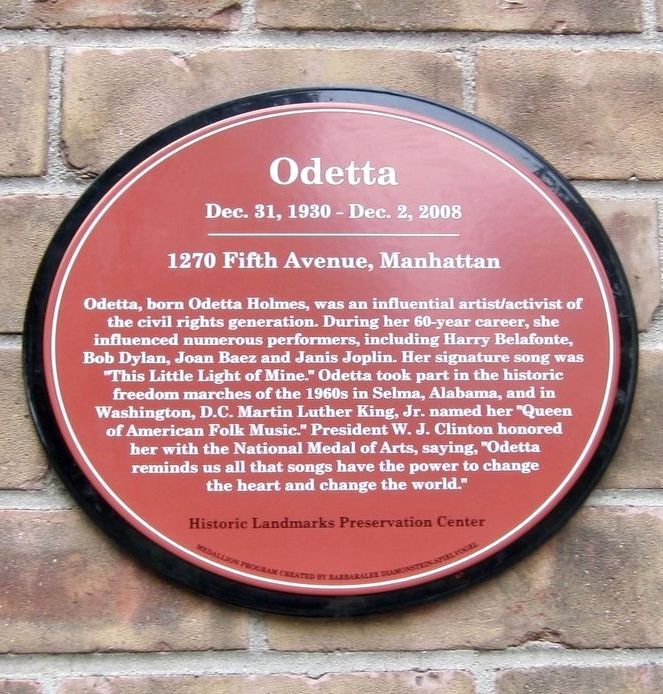 Odetta
Dec. 31, 1930 - Dec. 2, 2008
1270 Fifth Avenue, Manhattan
Odetta, born Odetta Holmes, was an influential artist/activist of
the civil rights generation. During her 60-year career, she
influenced numerous performers, including Harry Belafonte,
Bob Dylan, Joan Baez and Janis Joplin. Her signature song was
"This Little Light of Mine." Odetta took part in the historic
freedom marches of the 1960s in Selma, Alabama, and in
Washington, D.C. Martin Luther King, Jr. named her "Queen
of American Folk Music." President W. J. Clinton honored
her with the National Medal of Arts, saying, "Odetta
reminds us all that songs have the power to change
the heart and change the world."
Historic Landmarks Preservation Center
MEDALLION PROGRAM CREATED BY BARBARALEE DIAMONSTEIN-SPIELVOGEL